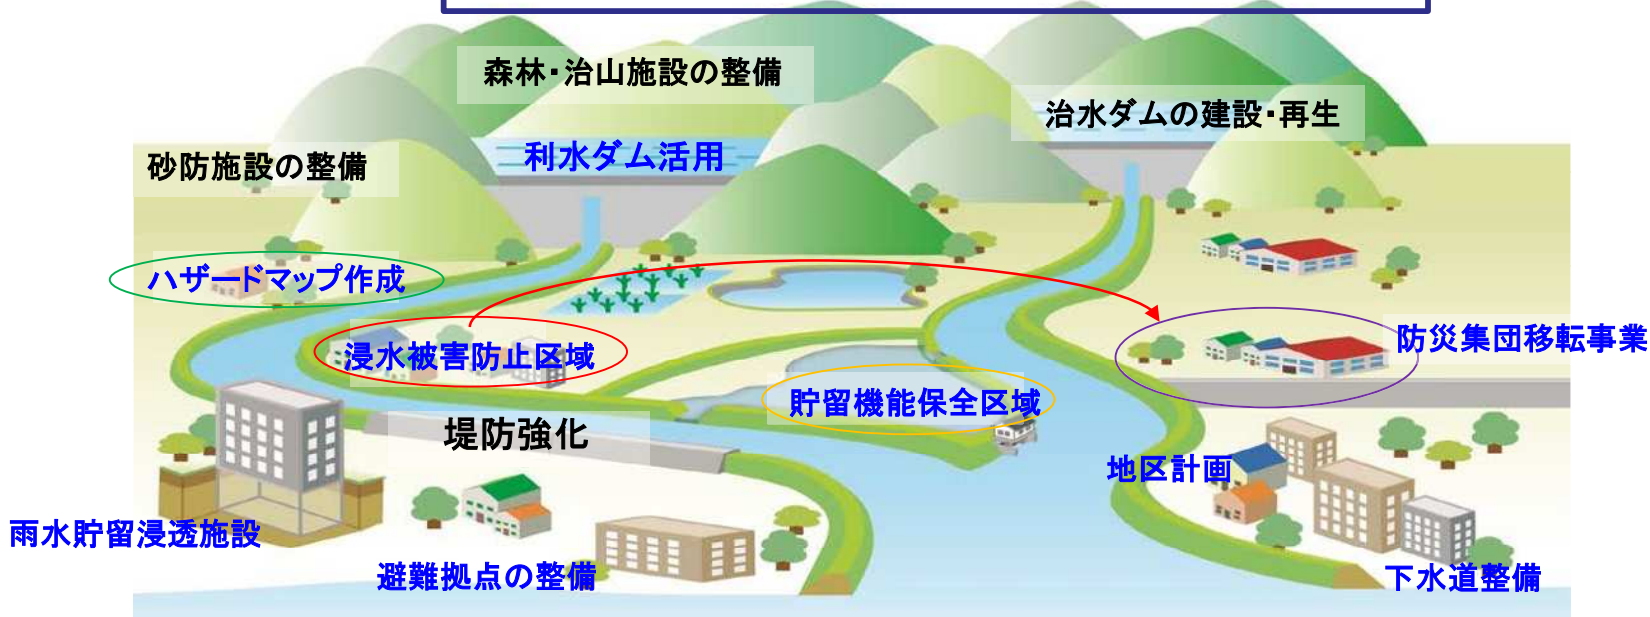 森林・治山施設の整備
治水ダムの建設・再生
利水ダム活用
砂防施設の整備
ハザードマップ作成
浸水被害防止区域
防災集団移転事業
貯留機能保全区域
堤防強化
地区計画
雨水貯留浸透施設
避難拠点の整備
下水道整備